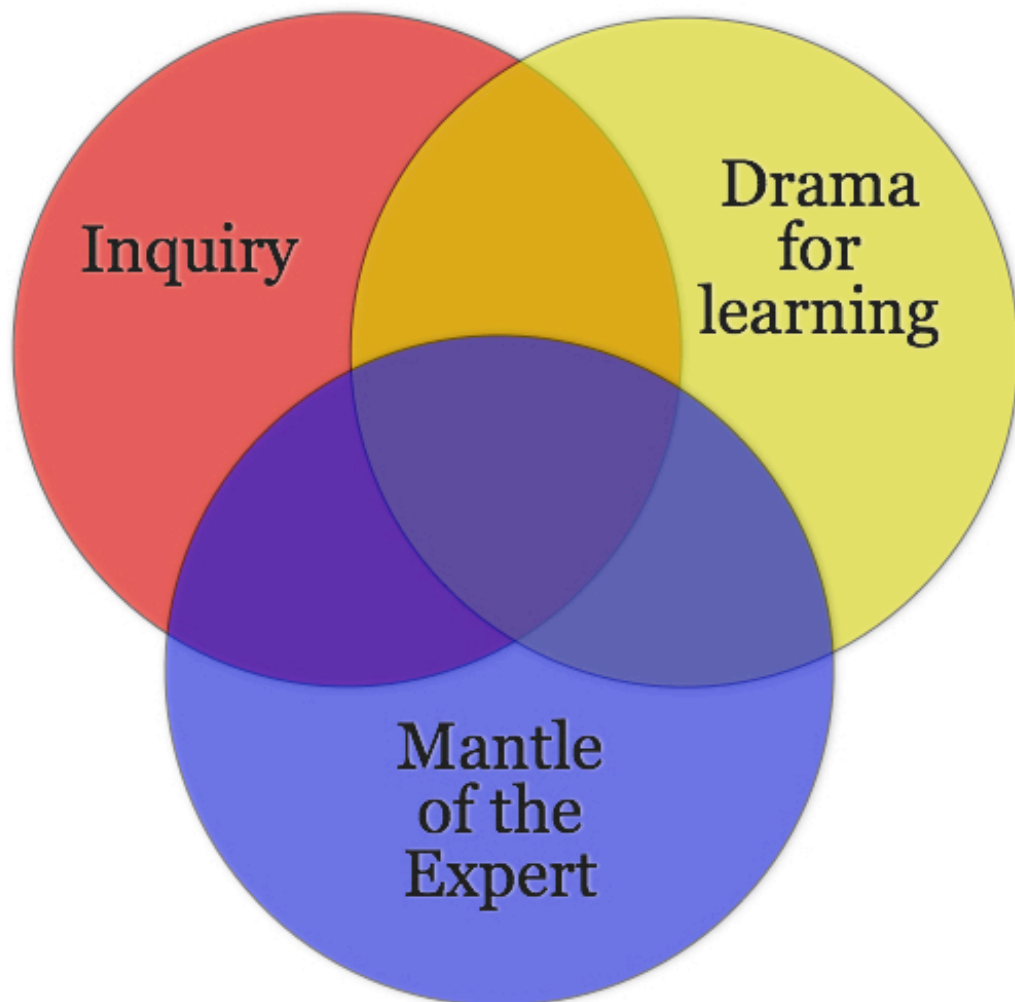 Inquiry
Drama
for
learning
Mantle
of the
Expert